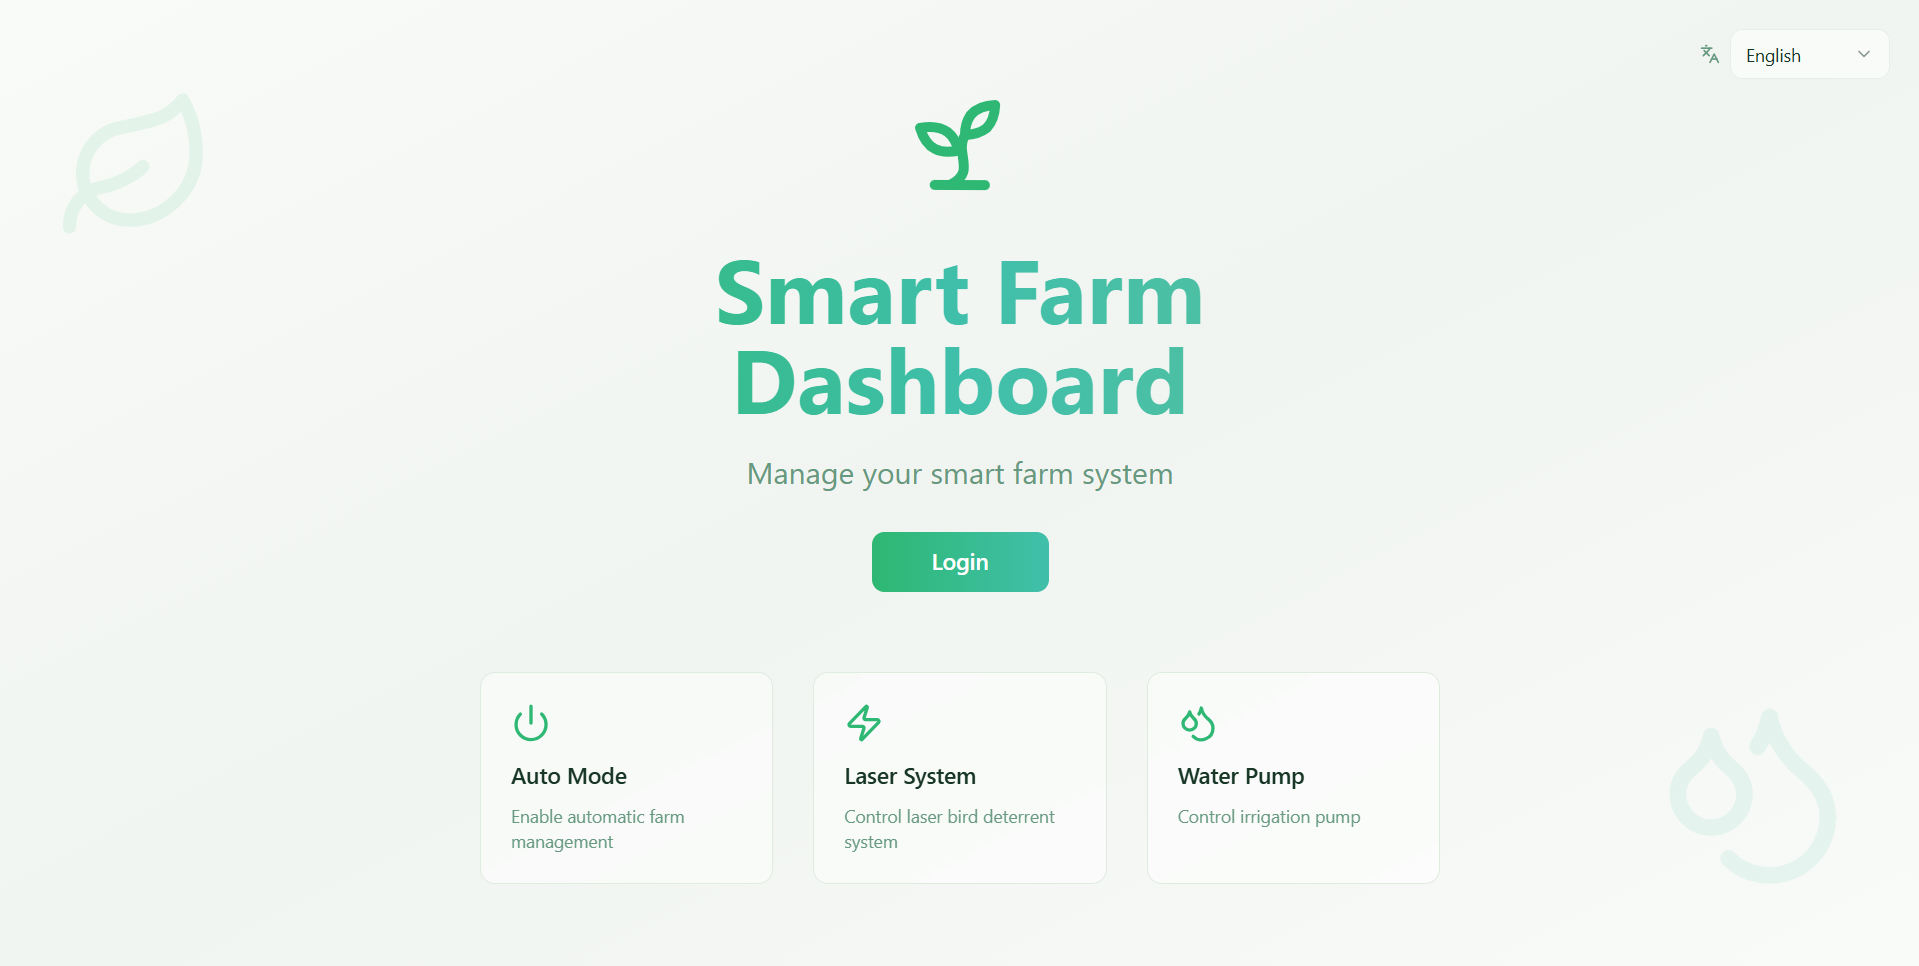 English
Smart Farm
Dashboard
Manage your smart farm system
Login
Auto Mode
Enable automatic farm
management
Laser System
Control laser bird deterrent
system
Water Pump
Control irrigation pump